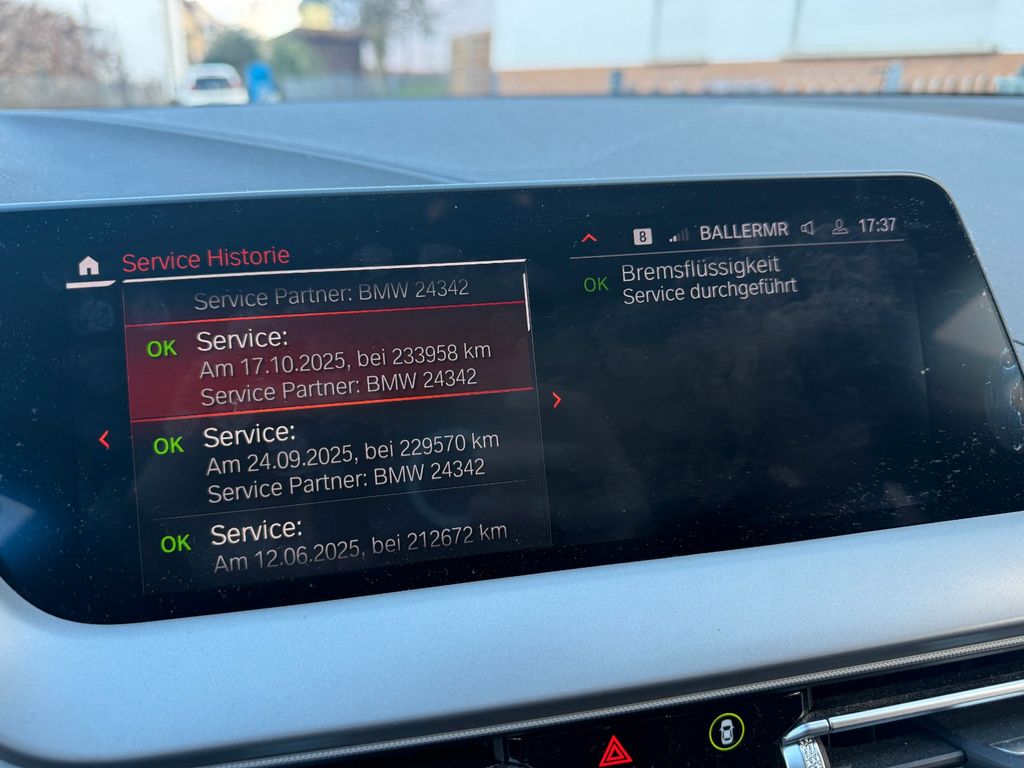 Service Historie
8 BALLERMR 17:37
Service Partner: BMW 24342
OK Service:
Am 17.10.2025, bei 233958 km
Service Partner: BMW 24342
OK Service:
Am 24.09.2025, bei 229570 km
Service Partner: BMW 24342
OK Service:
Am 12.06.2025, bei 212672 km
OK Bremsflüssigkeit
Service durchgeführt